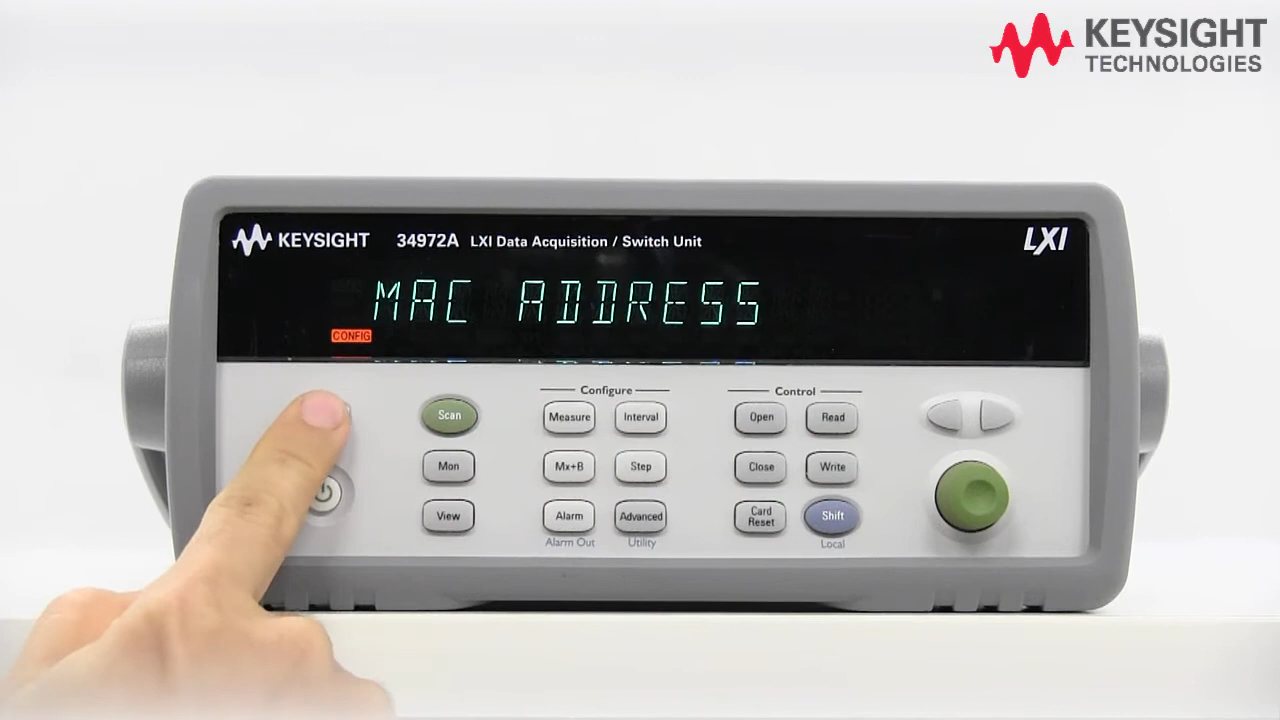 KEYSIGHT
TECHNOLOGIES
KEYSIGHT 34972A LXI Data Acquisition / Switch Unit LXI
MAC ADDRESS
CONFIG
Configure Control
Scan Measure Interval Open Read
Mon Mx+B Step Close Write
View Alarm Advanced Card Reset Shift
Alarm Out Utility Local